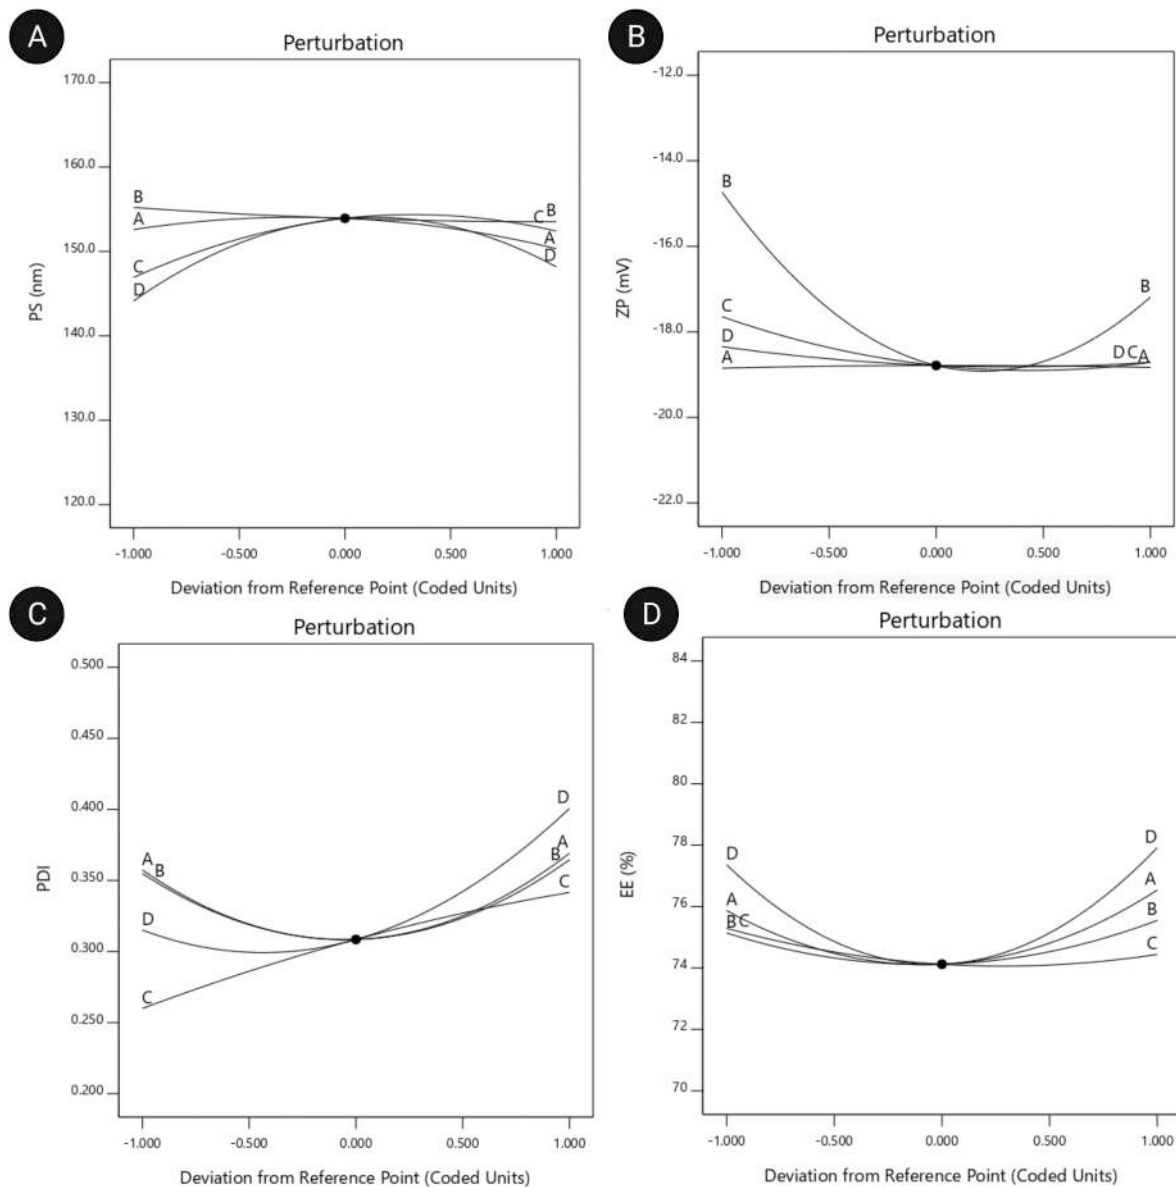 A
Perturbation
170.0
160.0
150.0
140.0
130.0
120.0
PS (nm)
B
A
C
D
C B
A
D
-1.000 -0.500 0.000 0.500 1.000
Deviation from Reference Point (Coded Units)
B
Perturbation
-12.0
-14.0
-16.0
-18.0
-20.0
-22.0
ZP (mV)
B
C
D
A
B
D C A
-1.000 -0.500 0.000 0.500 1.000
Deviation from Reference Point (Coded Units)
C
Perturbation
0.500
0.450
0.400
0.350
0.300
0.250
0.200
PDI
A B
D
C
D
A
B
C
-1.000 -0.500 0.000 0.500 1.000
Deviation from Reference Point (Coded Units)
D
Perturbation
84
82
80
78
76
74
72
70
EE (%)
D
A
B C
D
A
B
C
-1.000 -0.500 0.000 0.500 1.000
Deviation from Reference Point (Coded Units)